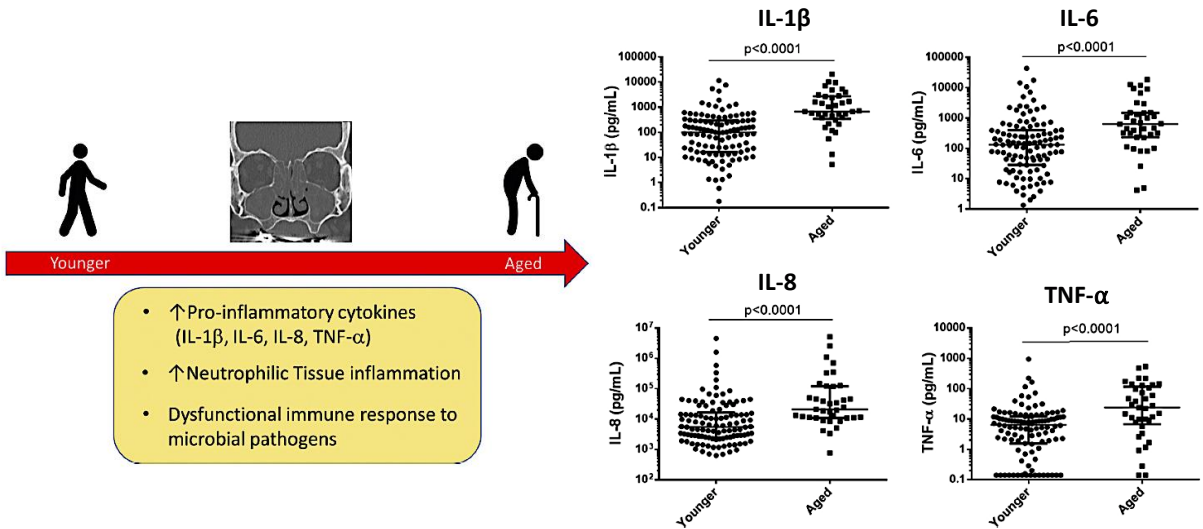 Younger
Aged
• ↑Pro-inflammatory cytokines
(IL-1β, IL-6, IL-8, TNF-α)
• ↑Neutrophilic Tissue inflammation
• Dysfunctional immune response to
microbial pathogens
IL-1β
p<0.0001
IL-1β (pg/mL)
100000
10000
1000
100
10
1
0.1
Younger
Aged
IL-6
p<0.0001
IL-6 (pg/mL)
100000
10000
1000
100
10
1
Younger
Aged
IL-8
p<0.0001
IL-8 (pg/mL)
10⁷
10⁶
10⁵
10⁴
10³
10²
Younger
Aged
TNF-α
p<0.0001
TNF-α (pg/mL)
10000
1000
100
10
1
0.1
Younger
Aged